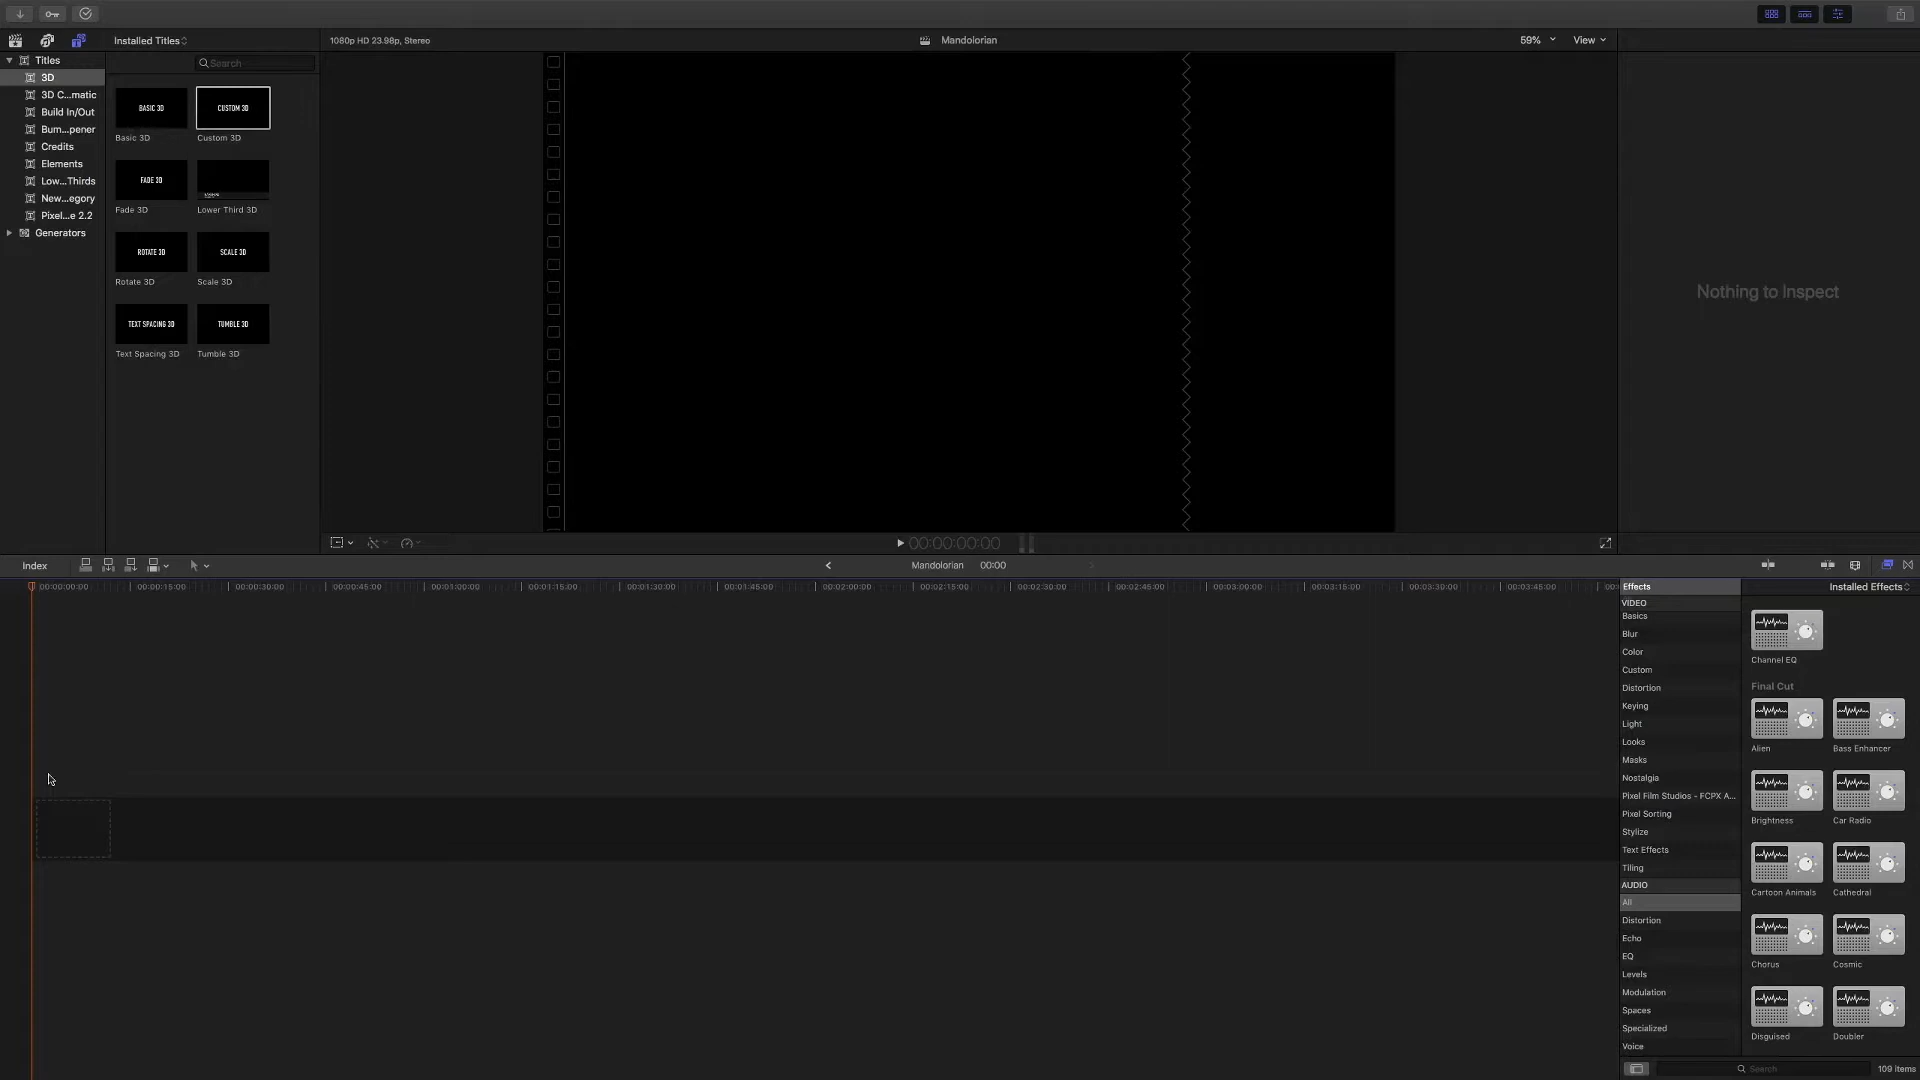 Installed Titles
1080p HD 23.98p, Stereo
Mandolorian
59%
View
Titles
Search
3D
3D C...matic
Build In/Out
Bum...pener
Credits
Elements
Low...Thirds
New...egory
Pixel...e 2.2
Generators
BASIC 3D
CUSTOM 3D
Basic 3D
Custom 3D
FADE 3D
Fade 3D
Lower Third 3D
ROTATE 3D
SCALE 3D
Rotate 3D
Scale 3D
TEXT SPACING 3D
TUMBLE 3D
Text Spacing 3D
Tumble 3D
Nothing to Inspect
00:00:00:00
Index
Mandolorian
00:00
00:00:00:00
00:00:15:00
00:00:30:00
00:00:45:00
00:01:00:00
00:01:15:00
00:01:30:00
00:01:45:00
00:02:00:00
00:02:15:00
00:02:30:00
00:02:45:00
00:03:00:00
00:03:15:00
00:03:30:00
00:03:45:00
00:
Effects
Installed Effects
VIDEO
Basics
Blur
Color
Custom
Distortion
Keying
Light
Looks
Masks
Nostalgia
Pixel Film Studios - FCPX A...
Pixel Sorting
Stylize
Text Effects
Tiling
AUDIO
All
Distortion
Echo
EQ
Levels
Modulation
Spaces
Specialized
Voice
Channel EQ
Final Cut
Alien
Bass Enhancer
Brightness
Car Radio
Cartoon Animals
Cathedral
Chorus
Cosmic
Disguised
Doubler
Search
109 items